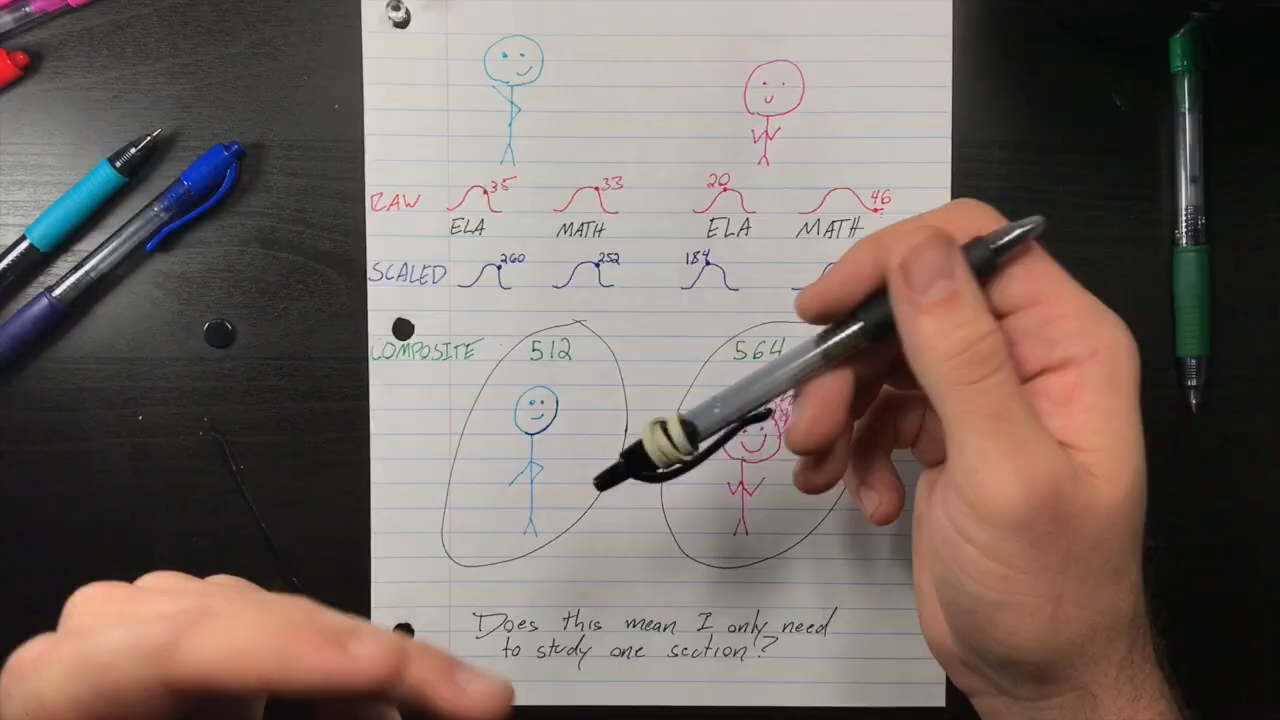 RAW 35 33 20 46
ELA MATH ELA MATH
SCALED 260 252 184
COMPOSITE 512 564
Does this mean I only need
to study one section?